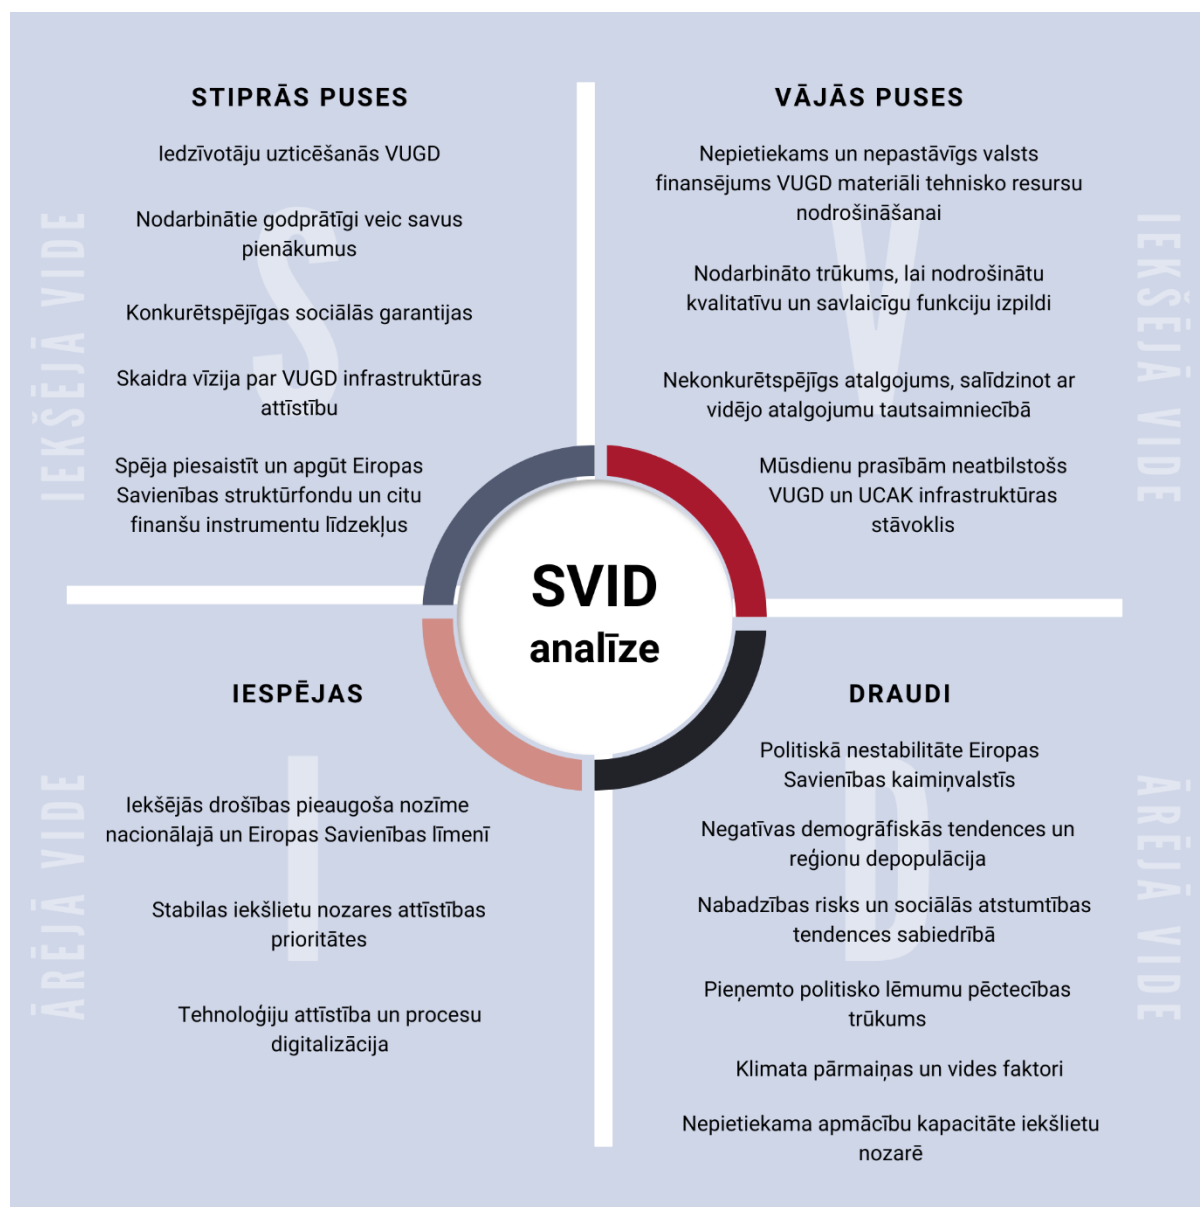 STIPRĀS PUSES
Iedzīvotāju uzticēšanās VUGD
Nodarbinātie godprātīgi veic savus
pienākumus
Konkurētspējīgas sociālās garantijas
Skaidra vīzija par VUGD infrastruktūras
attīstību
Spēja piesaistīt un apgūt Eiropas
Savienības struktūrfondu un citu
finanšu instrumentu līdzekļus
IEKŠĒJĀ VIDE
S
VĀJĀS PUSES
Nepietiekams un nepastāvīgs valsts
finansējums VUGD materiāli tehnisko resursu
nodrošināšanai
Nodarbināto trūkums, lai nodrošinātu
kvalitatīvu un savlaicīgu funkciju izpildi
Nekonkurētspējīgs atalgojums, salīdzinot ar
vidējo atalgojumu tautsaimniecībā
Mūsdienu prasībām neatbilstošs
VUGD un UCAK infrastruktūras
stāvoklis
IEKŠĒJĀ VIDE
V
SVID
analīze
IESPĒJAS
Iekšējās drošības pieaugoša nozīme
nacionālajā un Eiropas Savienības līmenī
Stabilas iekšlietu nozares attīstības
prioritātes
Tehnoloģiju attīstība un procesu
digitalizācija
ĀRĒJĀ VIDE
I
DRAUDI
Politiskā nestabilitāte Eiropas
Savienības kaimiņvalstīs
Negatīvas demogrāfiskās tendences un
reģionu depopulācija
Nabadzības risks un sociālās atstumtības
tendences sabiedrībā
Pieņemto politisko lēmumu pēctecības
trūkums
Klimata pārmaiņas un vides faktori
Nepietiekama apmācību kapacitāte iekšlietu
nozarē
ĀRĒJĀ VIDE
D